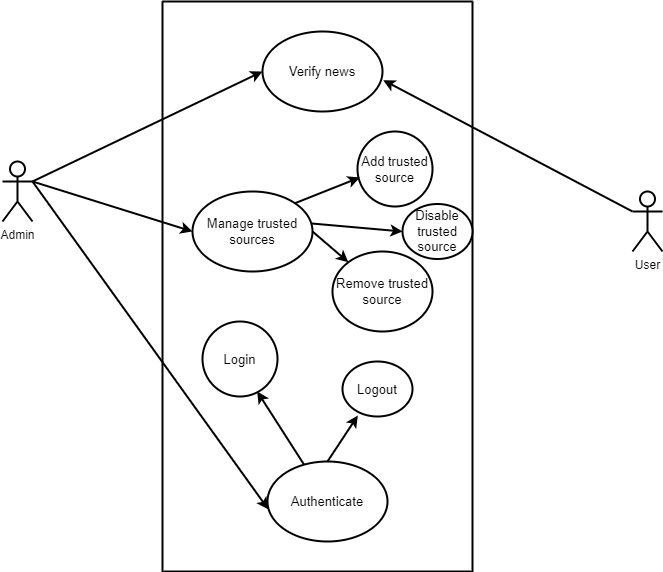 Verify news
Add trusted
source
Admin
Manage trusted
sources
Disable
trusted
source
User
Remove trusted
source
Login
Logout
Authenticate